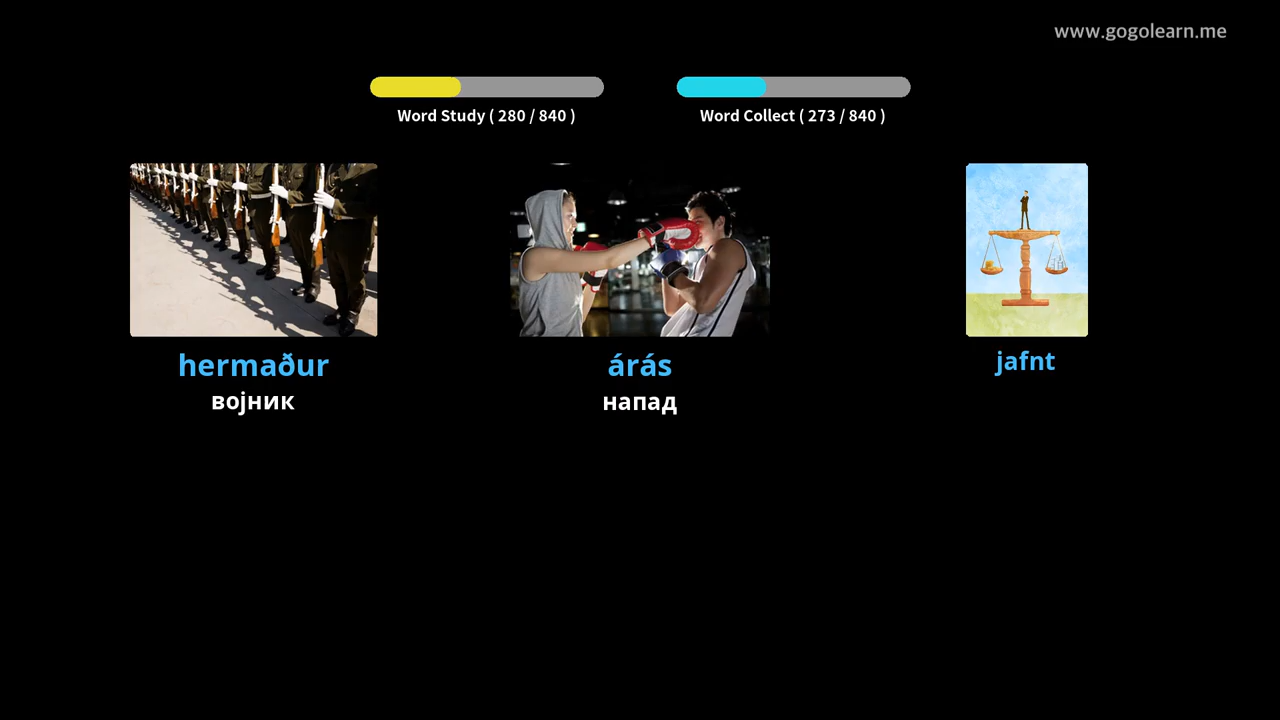 www.gogolearn.me
Word Study ( 280 / 840 )
Word Collect ( 273 / 840 )
hermaður
војник
árás
напад
jafnt